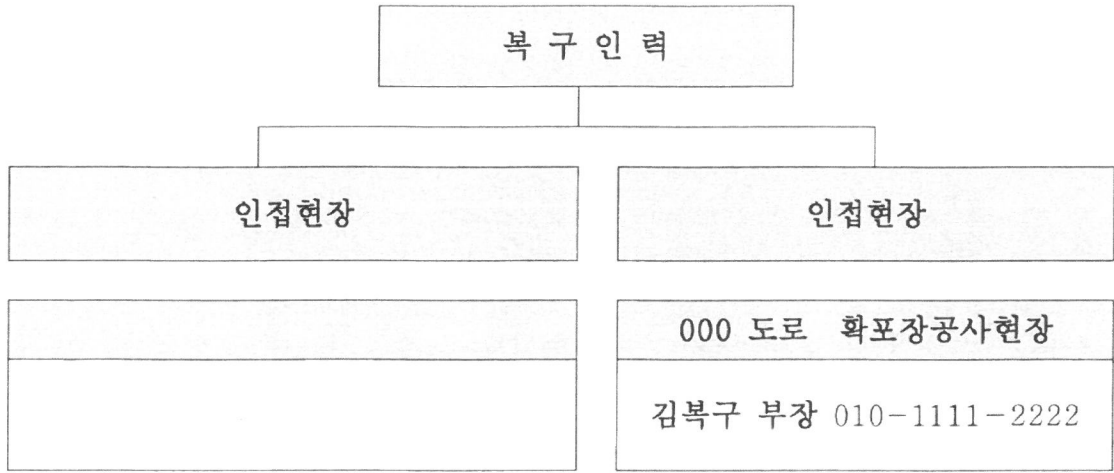 복 구 인 력
인접현장
인접현장
000 도로 확포장공사현장
김복구 부장 010-1111-2222